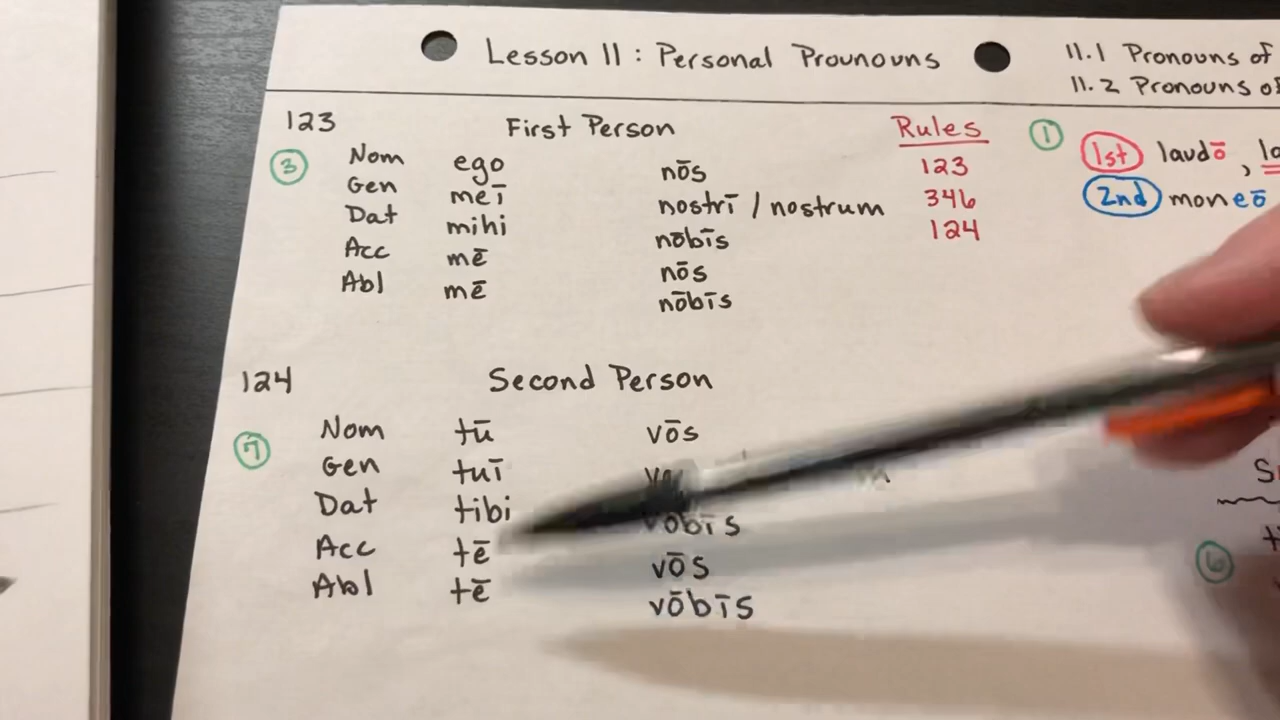 Lesson 11 : Personal Prounouns
11.1 Pronouns of
11.2 Pronouns of
123 First Person Rules
③ Nom ego nōs 123
Gen meī nostrī / nostrum 346
Dat mihi nōbīs 124
Acc mē nōs
Abl mē nōbīs
① 1st laudō,
2nd moneō
124 Second Person
⑦ Nom tū vōs
Gen tuī
Dat tibi vōbīs
Acc tē vōs
Abl tē vōbīs
⑥